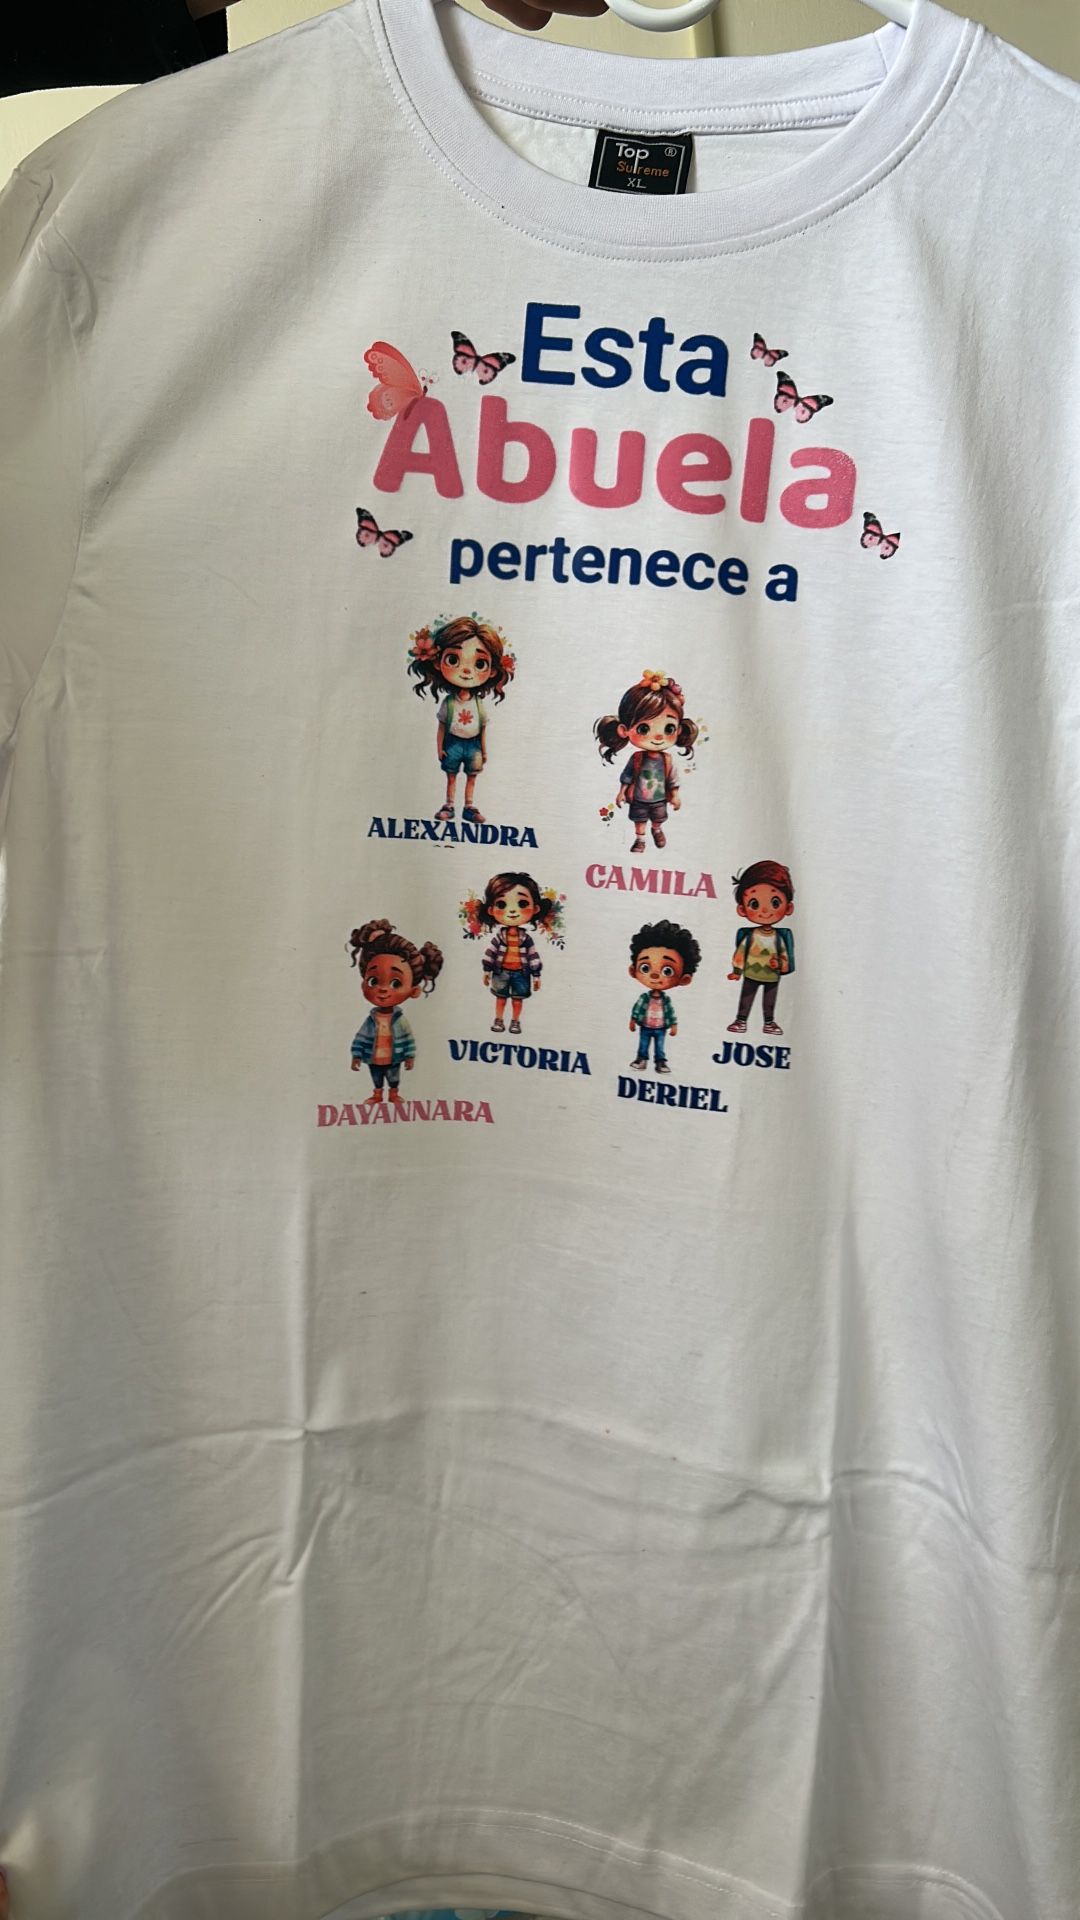 Top ®
Supreme
XL
Esta
Abuela
pertenece a
ALEXANDRA
CAMILA
VICTORIA
JOSE
DERIEL
DAYANNARA